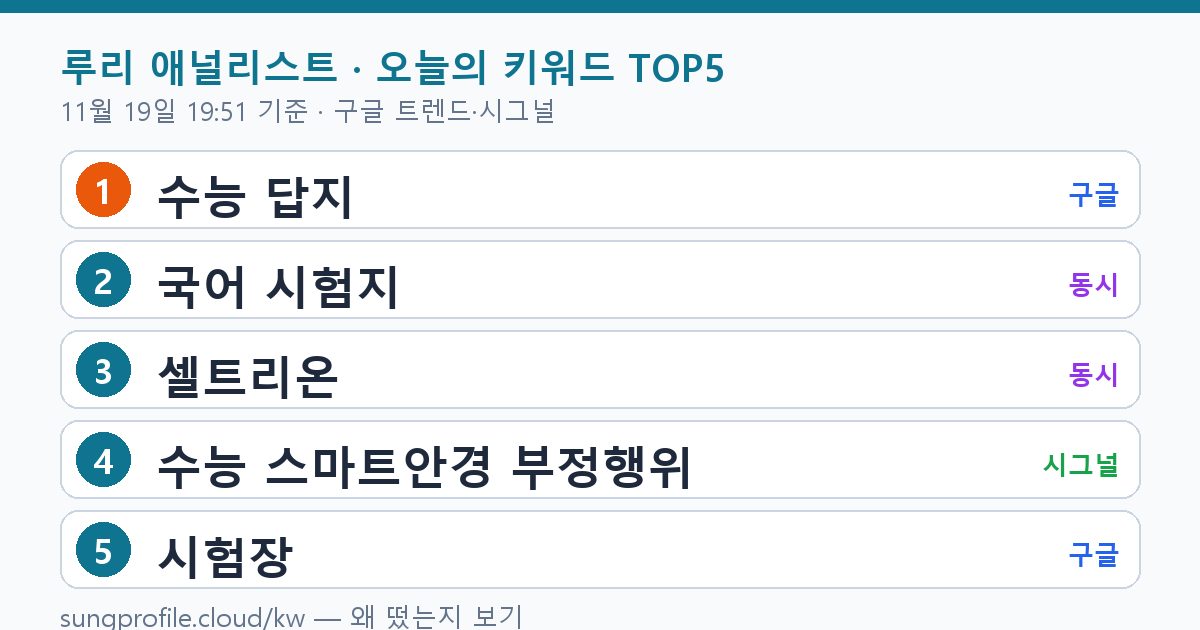 루리 애널리스트 · 오늘의 키워드 TOP5
11월 19일 19:51 기준 · 구글 트렌드·시그널
1 수능 답지 구글
2 국어 시험지 동시
3 셀트리온 동시
4 수능 스마트안경 부정행위 시그널
5 시험장 구글
sungprofile.cloud/kw — 왜 떴는지 보기